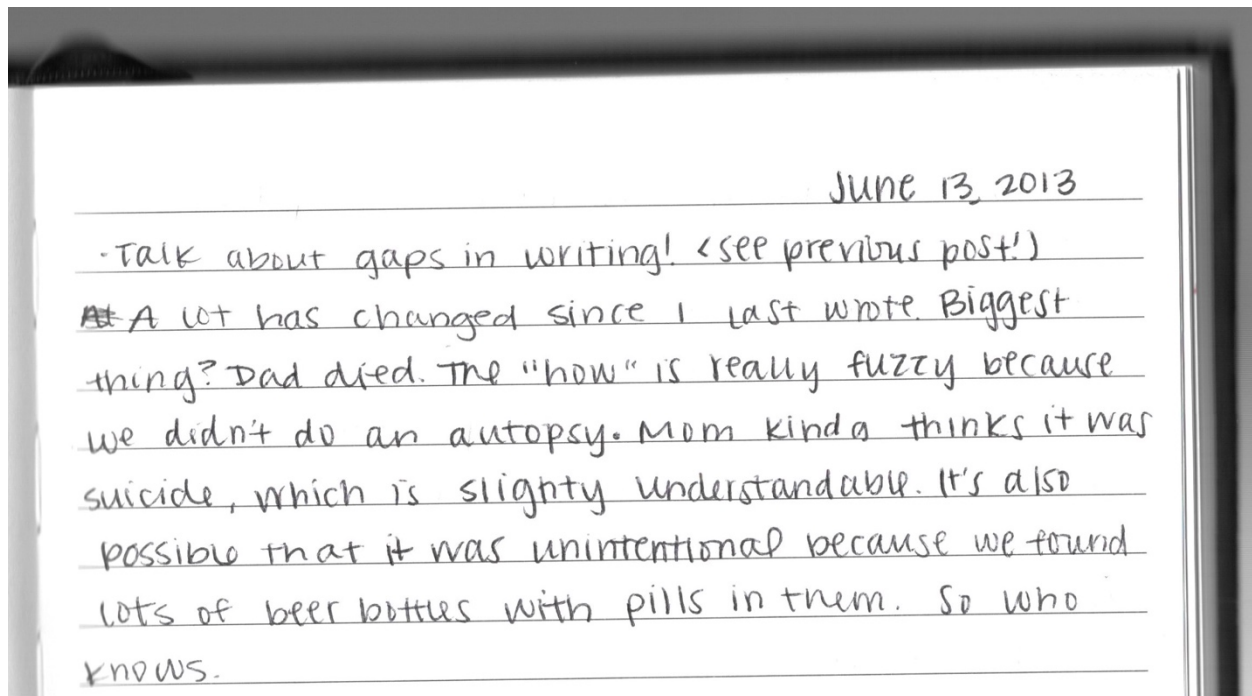 June 13, 2013
-Talk about gaps in writing! (see previous post!)
A lot has changed since I last wrote. Biggest
thing? Dad died. The "how" is really fuzzy because
we didn't do an autopsy. Mom kinda thinks it was
suicide, which is slighty understandable. It's also
possible that it was unintentional because we found
lots of beer bottles with pills in them. So who
knows.